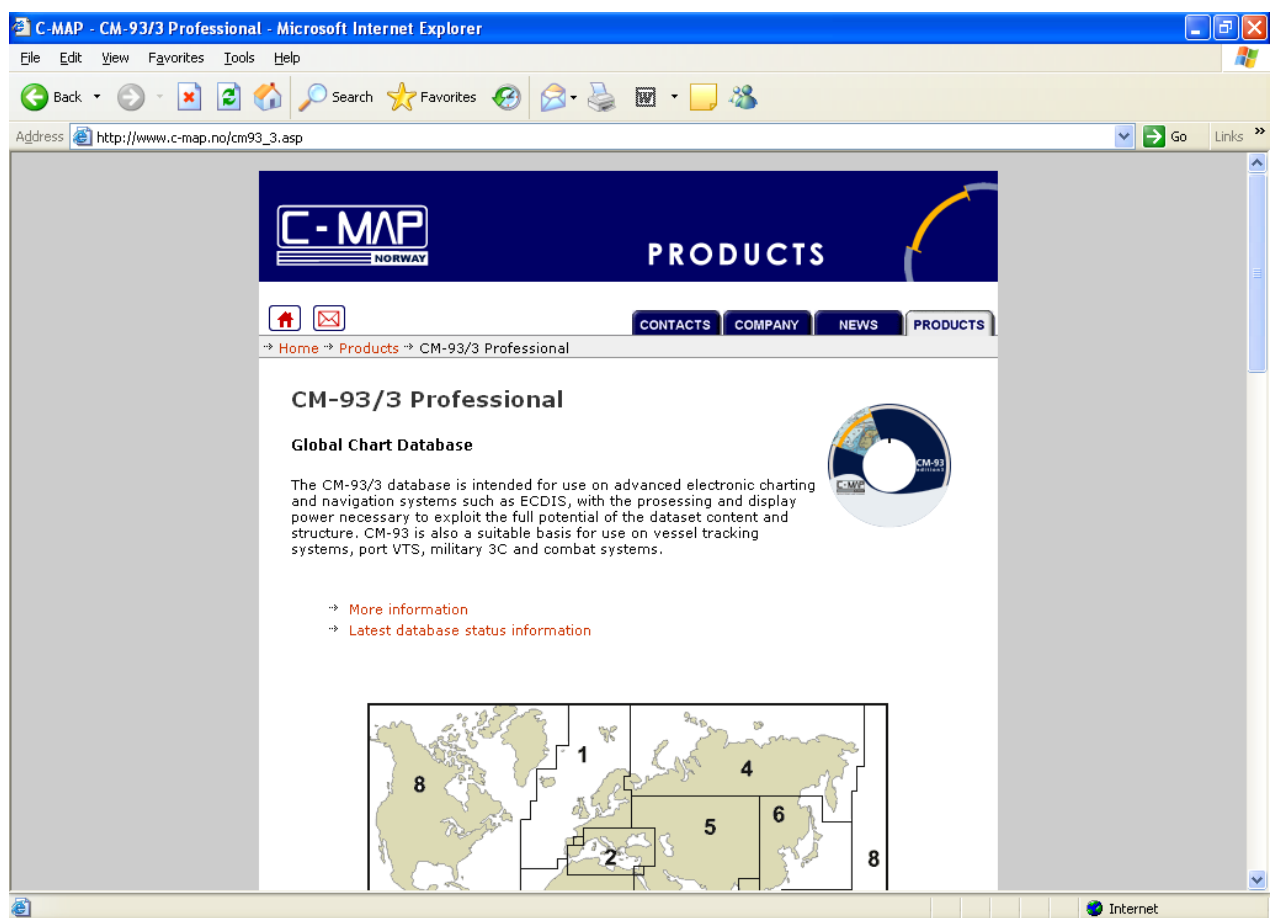 C-MAP - CM-93/3 Professional - Microsoft Internet Explorer
File Edit View Favorites Tools Help
Back Search Favorites
Address http://www.c-map.no/cm93_3.asp Go Links »
C-MAP
NORWAY
PRODUCTS
CONTACTS COMPANY NEWS PRODUCTS
Home Products CM-93/3 Professional
CM-93/3 Professional
Global Chart Database
CM-93
edition3
C-MAP
The CM-93/3 database is intended for use on advanced electronic charting
and navigation systems such as ECDIS, with the prosessing and display
power necessary to exploit the full potential of the dataset content and
structure. CM-93 is also a suitable basis for use on vessel tracking
systems, port VTS, military 3C and combat systems.
More information
Latest database status information
1
4
8
6
5
2
8
Internet